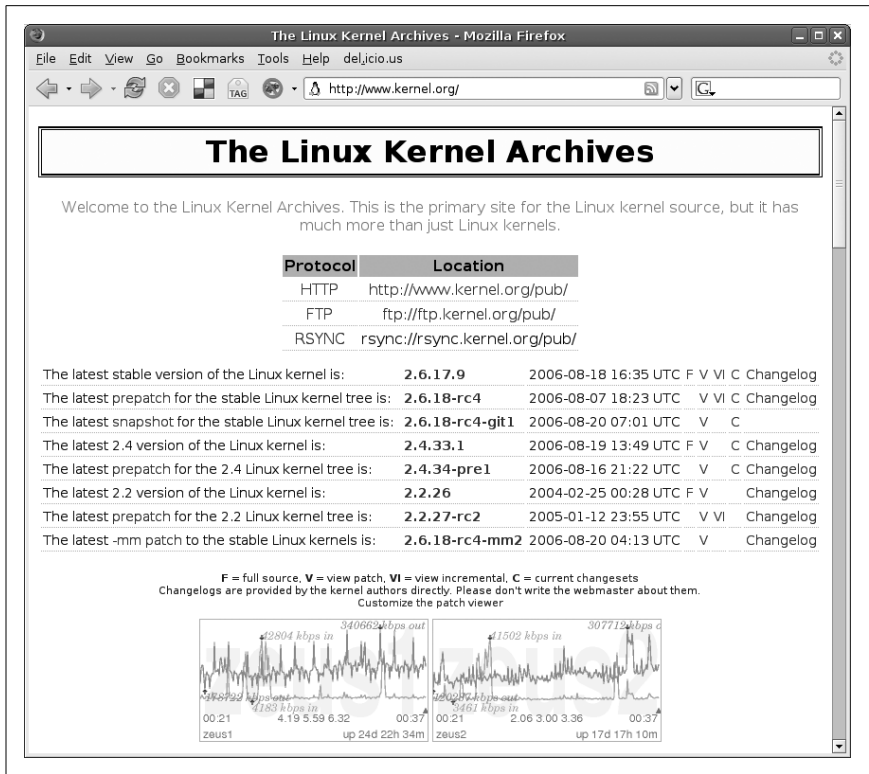 The Linux Kernel Archives - Mozilla Firefox
File Edit View Go Bookmarks Tools Help del.icio.us
TAG http://www.kernel.org/ G
The Linux Kernel Archives
Welcome to the Linux Kernel Archives. This is the primary site for the Linux kernel source, but it has
much more than just Linux kernels.
Protocol Location
HTTP http://www.kernel.org/pub/
FTP ftp://ftp.kernel.org/pub/
RSYNC rsync://rsync.kernel.org/pub/
The latest stable version of the Linux kernel is: 2.6.17.9 2006-08-18 16:35 UTC F V VI C Changelog
The latest prepatch for the stable Linux kernel tree is: 2.6.18-rc4 2006-08-07 18:23 UTC V VI C Changelog
The latest snapshot for the stable Linux kernel tree is: 2.6.18-rc4-git1 2006-08-20 07:01 UTC V C
The latest 2.4 version of the Linux kernel is: 2.4.33.1 2006-08-19 13:49 UTC F V C Changelog
The latest prepatch for the 2.4 Linux kernel tree is: 2.4.34-pre1 2006-08-16 21:22 UTC V C Changelog
The latest 2.2 version of the Linux kernel is: 2.2.26 2004-02-25 00:28 UTC F V Changelog
The latest prepatch for the 2.2 Linux kernel tree is: 2.2.27-rc2 2005-01-12 23:55 UTC V VI Changelog
The latest -mm patch to the stable Linux kernels is: 2.6.18-rc4-mm2 2006-08-20 04:13 UTC V Changelog
F = full source, V = view patch, VI = view incremental, C = current changesets
Changelogs are provided by the kernel authors directly. Please don't write the webmaster about them.
Customize the patch viewer
340662 kbps out 307712 kbps o
42804 kbps in 41502 kbps in
zeus1 zeus2
kbps out kbps out
4183 kbps in 3461 kbps in
00:21 4.19 5.59 6.32 00:37 00:21 2.06 3.00 3.36 00:37
zeus1 up 24d 22h 34m zeus2 up 17d 17h 10m